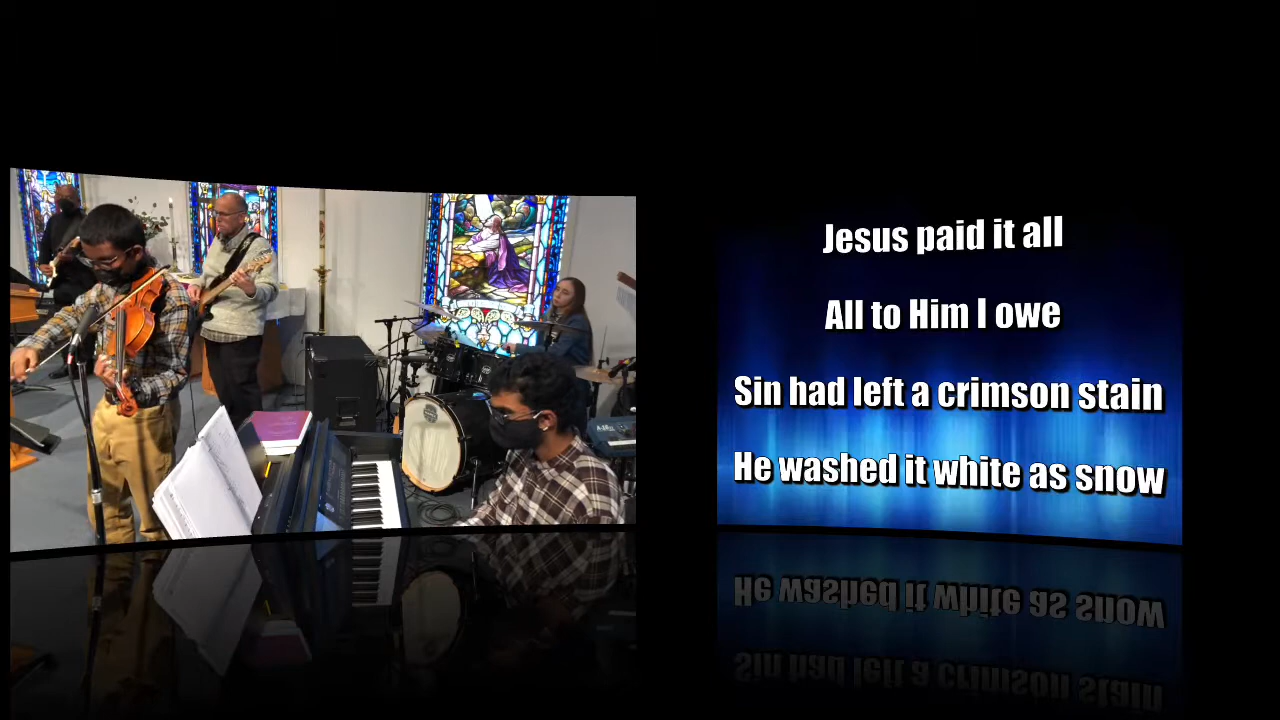 Jesus paid it all
All to Him I owe
Sin had left a crimson stain
He washed it white as snow